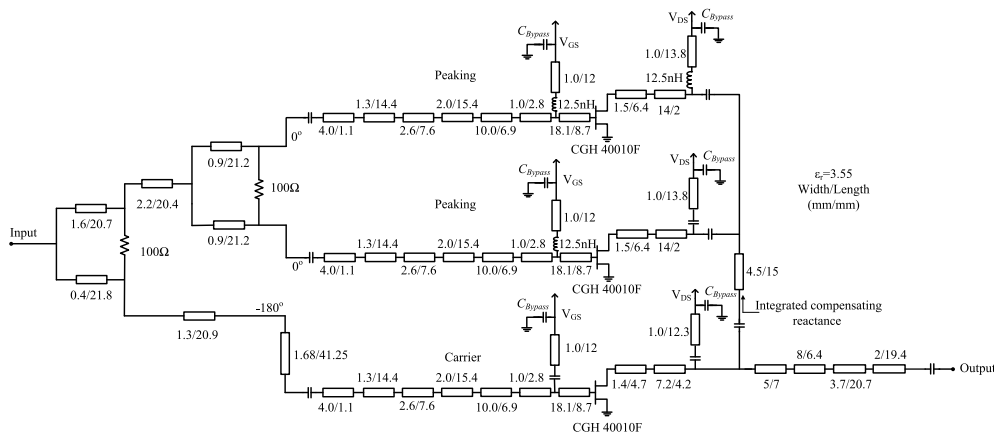 C_Bypass
V_GS
V_DS
C_Bypass
1.0/13.8
12.5nH
1.0/12
Peaking
1.3/14.4
2.0/15.4
1.0/2.8
12.5nH
1.5/6.4
14/2
4.0/1.1
2.6/7.6
10.0/6.9
18.1/8.7
0°
CGH 40010F
0.9/21.2
100Ω
2.2/20.4
0.9/21.2
1.6/20.7
Input
100Ω
0.4/21.8
C_Bypass
V_GS
V_DS
C_Bypass
1.0/13.8
1.0/12
Peaking
1.3/14.4
2.0/15.4
1.0/2.8
12.5nH
1.5/6.4
14/2
0°
4.0/1.1
2.6/7.6
10.0/6.9
18.1/8.7
CGH 40010F
εr=3.55
Width/Length
(mm/mm)
4.5/15
Integrated compensating
reactance
1.3/20.9
-180°
1.68/41.25
C_Bypass
V_GS
V_DS
C_Bypass
1.0/12.3
1.0/12
Carrier
1.3/14.4
2.0/15.4
1.0/2.8
1.4/4.7
7.2/4.2
4.0/1.1
2.6/7.6
10.0/6.9
18.1/8.7
CGH 40010F
8/6.4
2/19.4
5/7
3.7/20.7
Output